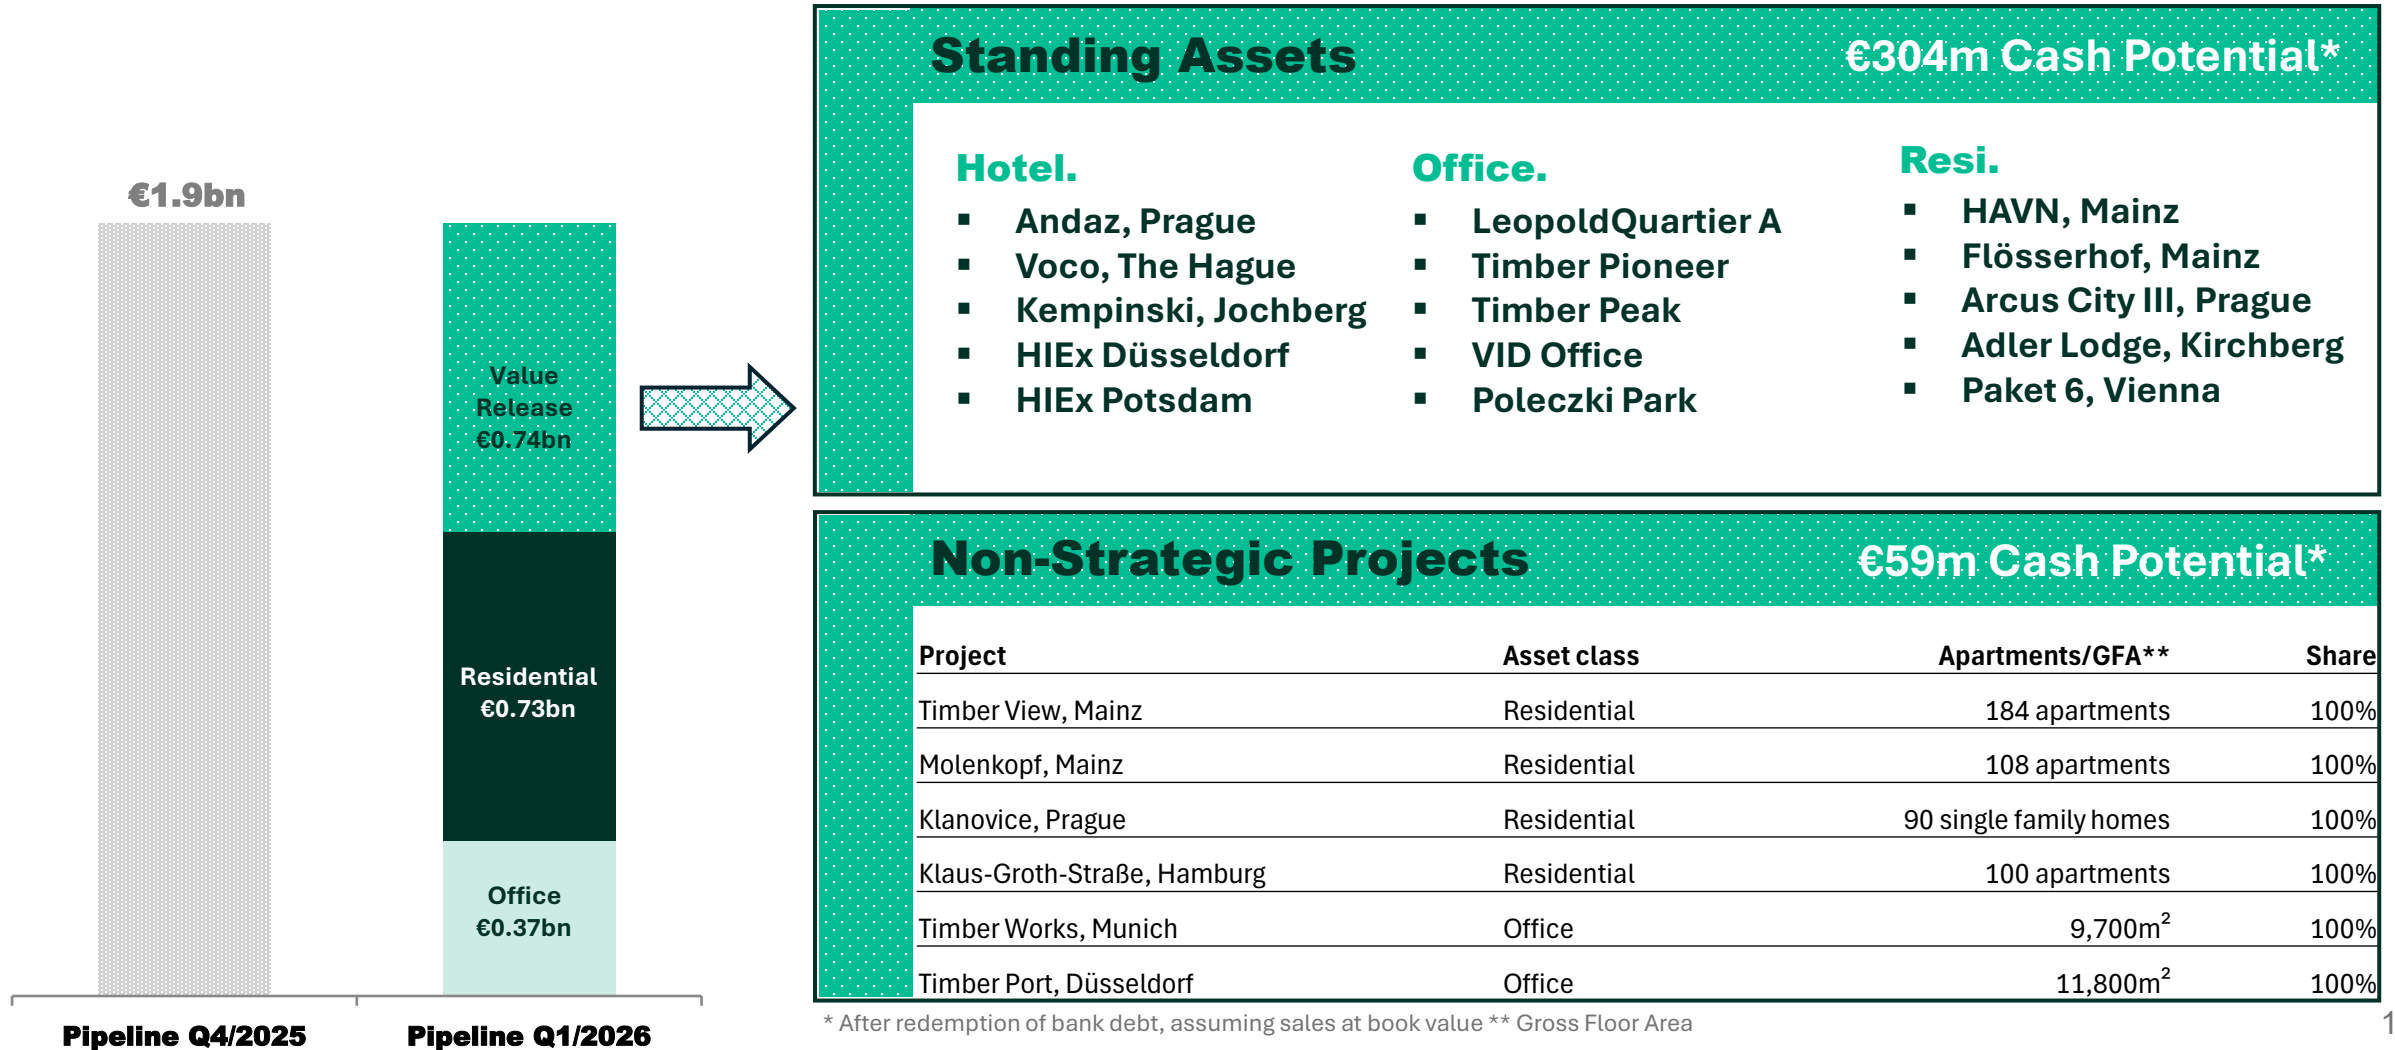 €1.9bn
Value
Release
€0.74bn
Residential
€0.73bn
Office
€0.37bn
Pipeline Q4/2025
Pipeline Q1/2026
Standing Assets €304m Cash Potential*
Hotel.
▪ Andaz, Prague
▪ Voco, The Hague
▪ Kempinski, Jochberg
▪ HIEx Düsseldorf
▪ HIEx Potsdam
Office.
▪ LeopoldQuartier A
▪ Timber Pioneer
▪ Timber Peak
▪ VID Office
▪ Poleczki Park
Resi.
▪ HAVN, Mainz
▪ Flösserhof, Mainz
▪ Arcus City III, Prague
▪ Adler Lodge, Kirchberg
▪ Paket 6, Vienna
Non-Strategic Projects €59m Cash Potential*
Project Asset class Apartments/GFA** Share
Timber View, Mainz Residential 184 apartments 100%
Molenkopf, Mainz Residential 108 apartments 100%
Klanovice, Prague Residential 90 single family homes 100%
Klaus-Groth-Straße, Hamburg Residential 100 apartments 100%
Timber Works, Munich Office 9,700m² 100%
Timber Port, Düsseldorf Office 11,800m² 100%
* After redemption of bank debt, assuming sales at book value ** Gross Floor Area
1